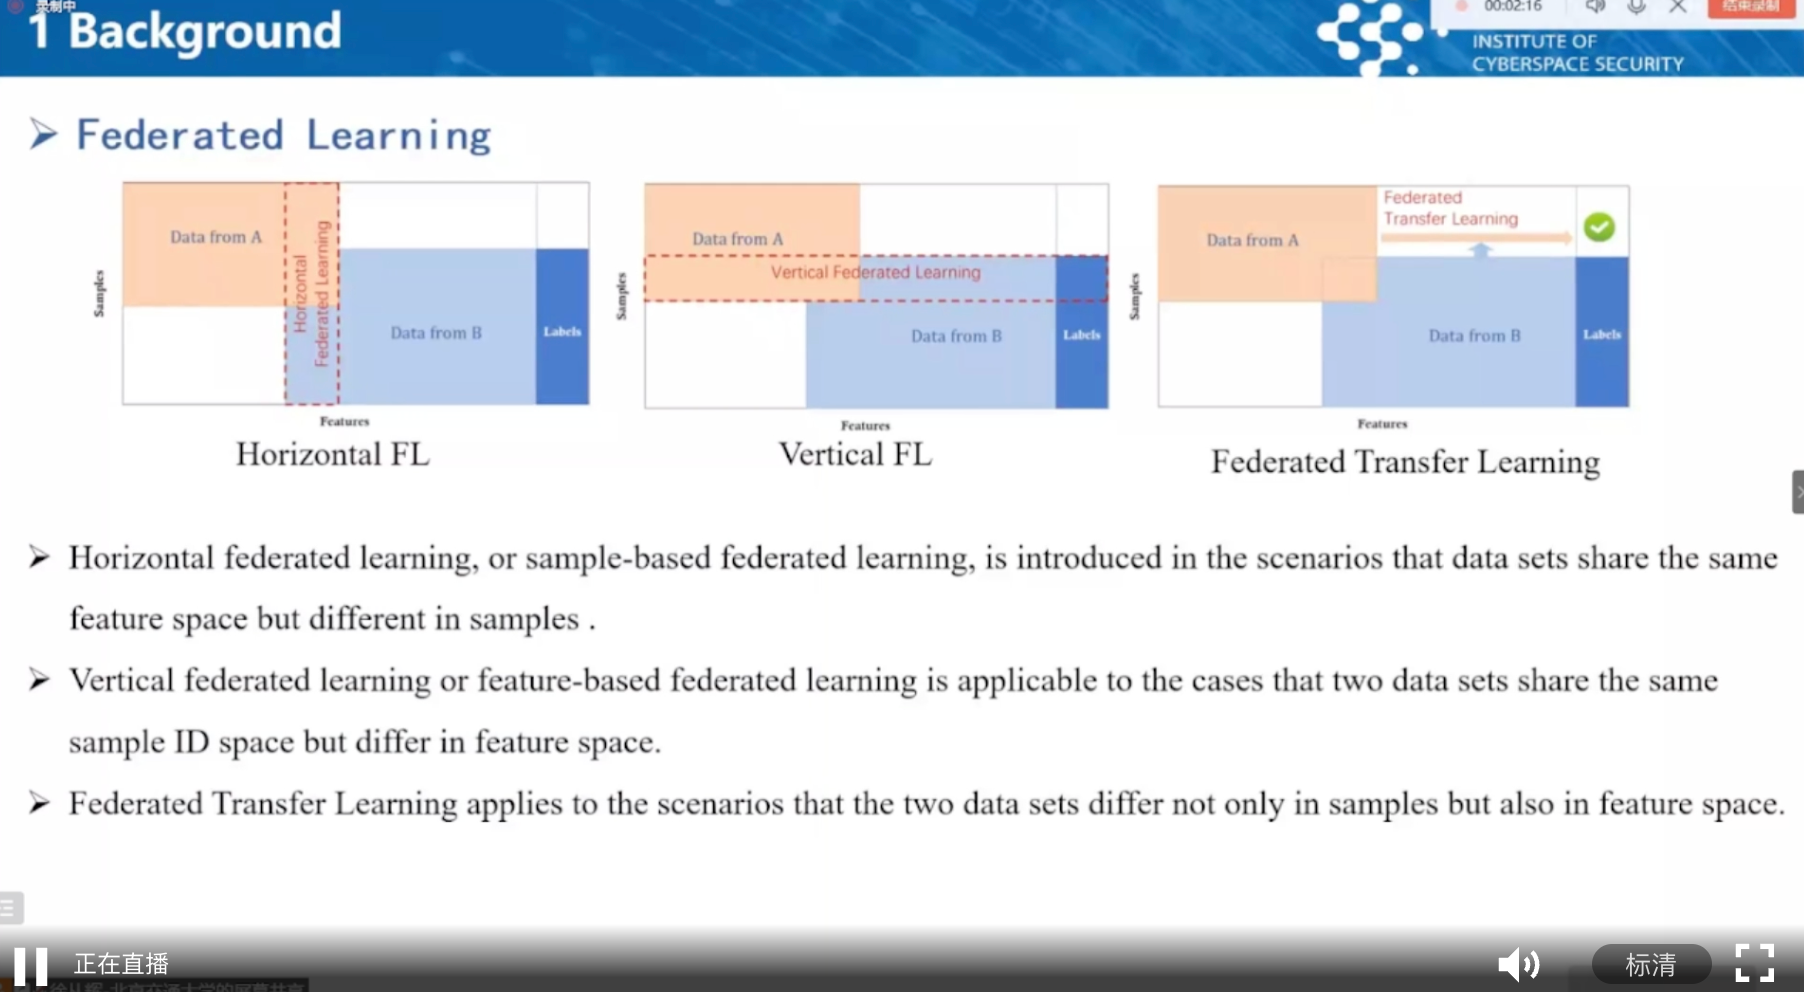 录制中
00:02:16
结束录制
1 Background
INSTITUTE OF
CYBERSPACE SECURITY
Federated Learning
Samples
Data from A
Horizontal
Federated Learning
Data from B
Labels
Features
Horizontal FL
Samples
Data from A
Vertical Federated Learning
Data from B
Labels
Features
Vertical FL
Samples
Data from A
Federated
Transfer Learning
Data from B
Labels
Features
Federated Transfer Learning
Horizontal federated learning, or sample-based federated learning, is introduced in the scenarios that data sets share the same
feature space but different in samples .
Vertical federated learning or feature-based federated learning is applicable to the cases that two data sets share the same
sample ID space but differ in feature space.
Federated Transfer Learning applies to the scenarios that the two data sets differ not only in samples but also in feature space.
正在直播
标清